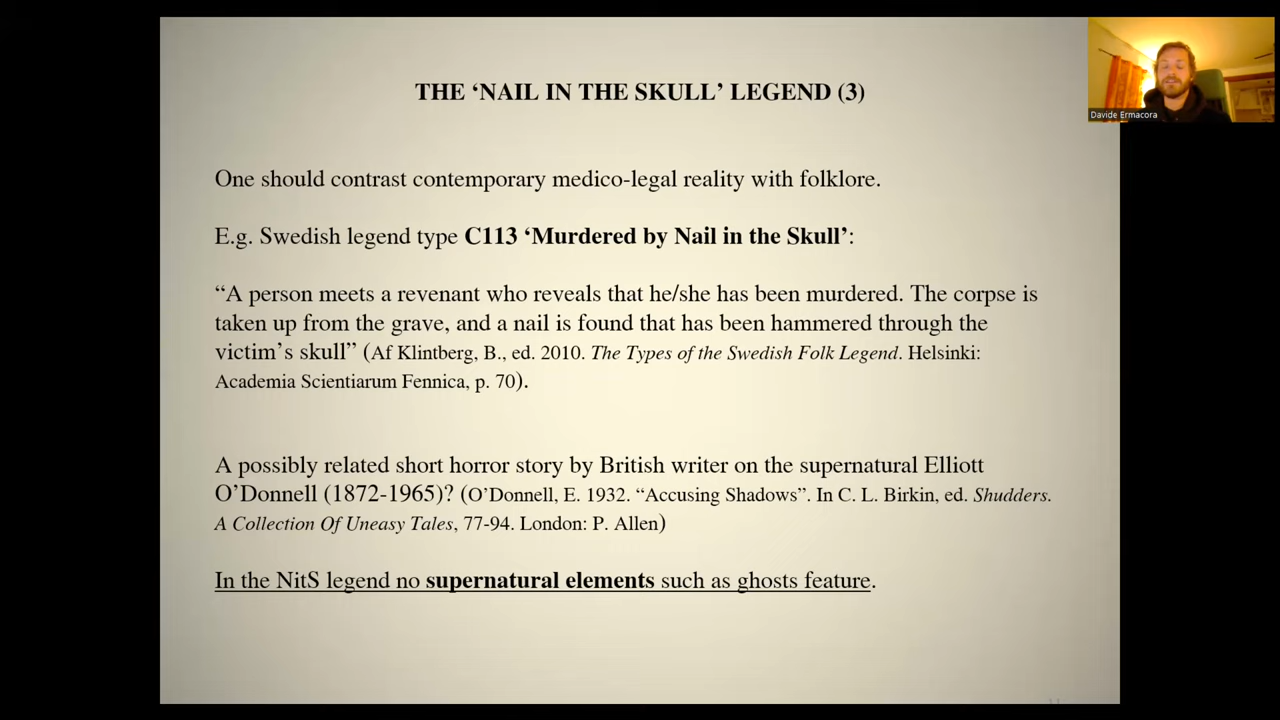 THE ‘NAIL IN THE SKULL’ LEGEND (3)
Davide Ermacora
One should contrast contemporary medico-legal reality with folklore.
E.g. Swedish legend type C113 ‘Murdered by Nail in the Skull’:
“A person meets a revenant who reveals that he/she has been murdered. The corpse is
taken up from the grave, and a nail is found that has been hammered through the
victim’s skull” (Af Klintberg, B., ed. 2010. The Types of the Swedish Folk Legend. Helsinki:
Academia Scientiarum Fennica, p. 70).
A possibly related short horror story by British writer on the supernatural Elliott
O’Donnell (1872-1965)? (O’Donnell, E. 1932. “Accusing Shadows”. In C. L. Birkin, ed. Shudders.
A Collection Of Uneasy Tales, 77-94. London: P. Allen)
In the NitS legend no supernatural elements such as ghosts feature.